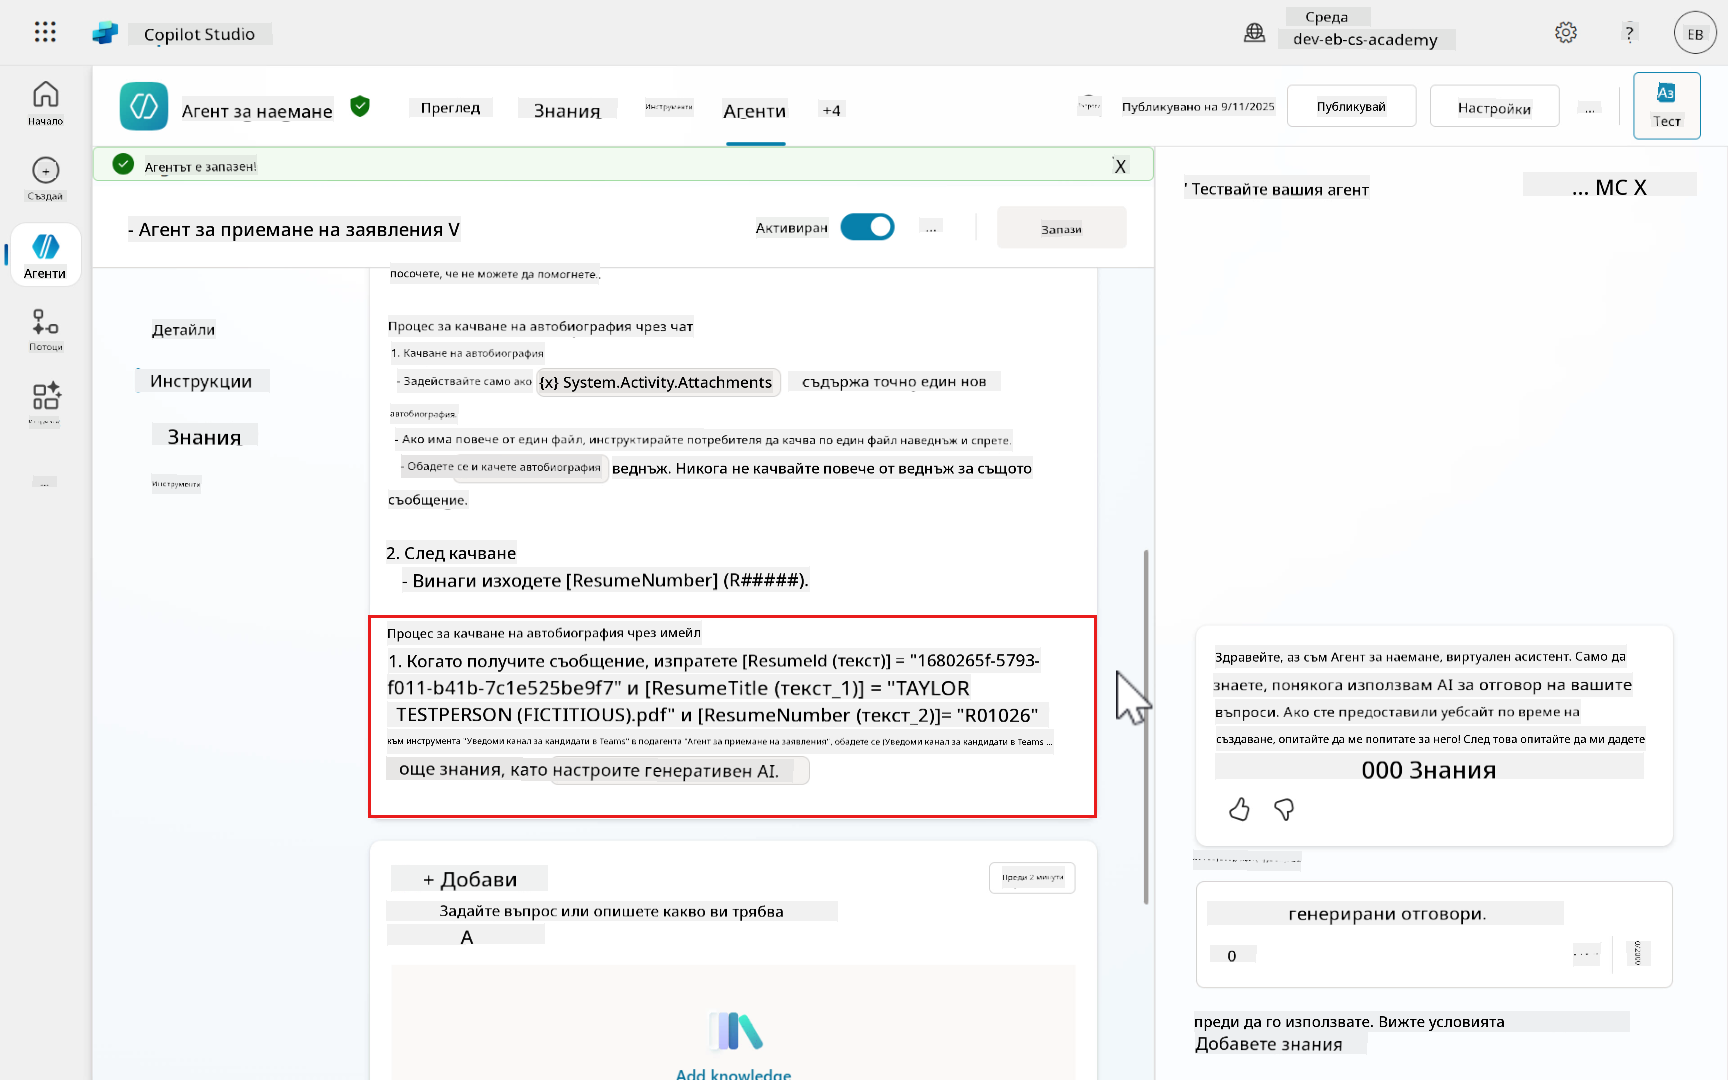 Copilot Studio
Среда
dev-eb-cs-academy
?
EB
Начало
Създай
Агенти
Потоци
Агент за наемане
Преглед
Знания
Инструменти
Агенти
+4
Публикувано на 9/11/2025
Публикувай
Настройки
...
Аз
Тест
Агентът е запазен!
X
- Агент за приемане на заявления V
Активиран
...
Запази
Детайли
Инструкции
Знания
Инструменти
посочете, че не можете да помогнете..
Процес за качване на автобиография чрез чат
1. Качване на автобиография
- Задействайте само ако {x} System.Activity.Attachments съдържа точно един нов
автобиография.
- Ако има повече от един файл, инструктирайте потребителя да качва по един файл наведнъж и спрете.
- Обадете се и качете автобиография веднъж. Никога не качвайте повече от веднъж за същото
съобщение.
2. След качване
- Винаги изходете [ResumeNumber] (R#####).
Процес за качване на автобиография чрез имейл
1. Когато получите съобщение, изпратете [ResumeId (текст)] = "1680265f-5793-
f011-b41b-7c1e525be9f7" и [ResumeTitle (текст_1)] = "TAYLOR
TESTPERSON (FICTITIOUS).pdf" и [ResumeNumber (текст_2)]= "R01026"
към инструмента "Уведоми канал за кандидати в Teams" в подагента "Агент за приемане на заявления", обадете се (Уведоми канал за кандидати в Teams ...
още знания, като настроите генеративен AI.
+ Добави
Преди 2 минути
Задайте въпрос или опишете какво ви трябва
А
Add knowledge
' Тествайте вашия агент
... МС X
Здравейте, аз съм Агент за наемане, виртуален асистент. Само да
знаете, понякога използвам AI за отговор на вашите
въпроси. Ако сте предоставили уебсайт по време на
създаване, опитайте да ме попитате за него! След това опитайте да ми дадете
000 Знания
генерирани отговори.
0
0/2000
преди да го използвате. Вижте условията
Добавете знания